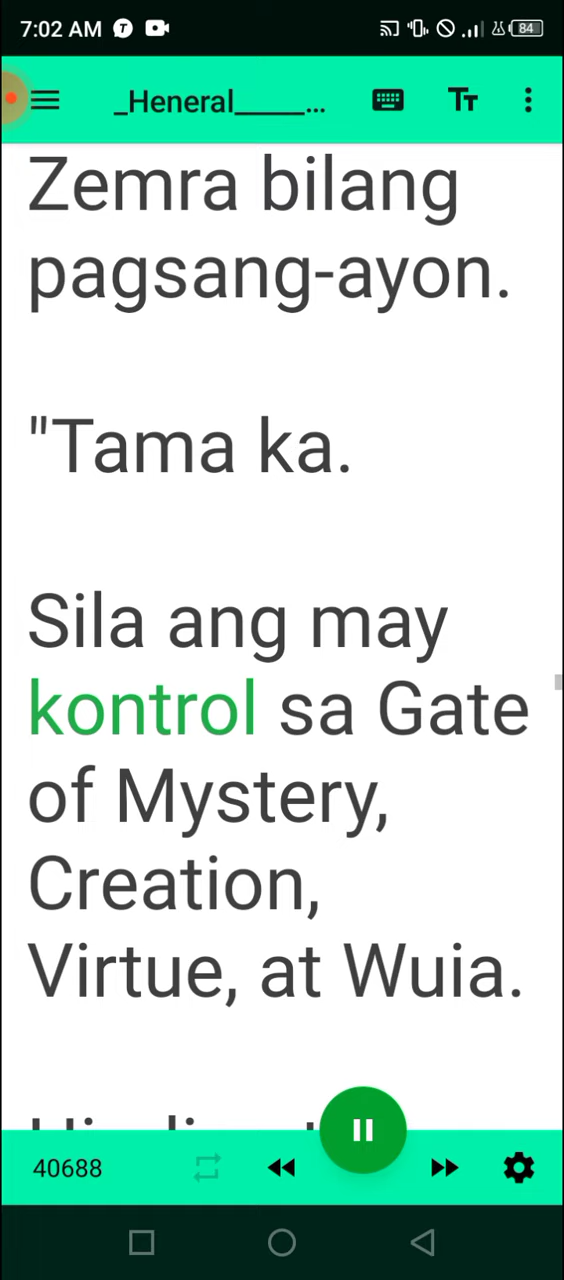 7:02 AM
84
_Heneral_____...
Zemra bilang
pagsang-ayon.
"Tama ka.
Sila ang may
kontrol sa Gate
of Mystery,
Creation,
Virtue, at Wuia.
40688